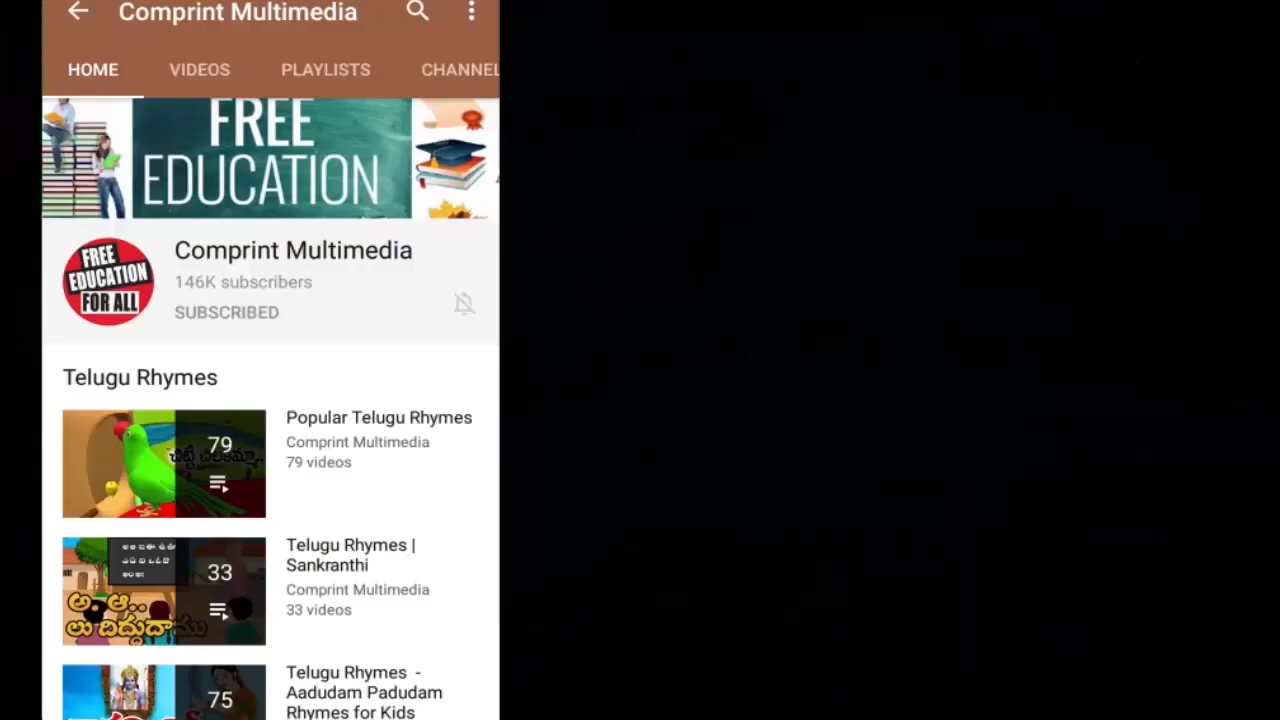 Comprint Multimedia
HOME VIDEOS PLAYLISTS CHANNEL
FREE
EDUCATION
FREE
EDUCATION
FOR ALL
Comprint Multimedia
146K subscribers
SUBSCRIBED
Telugu Rhymes
79
చిట్టి చిలకమ్మా..
Popular Telugu Rhymes
Comprint Multimedia
79 videos
33
అ, ఆ..
లు దిద్దుదాము
Telugu Rhymes |
Sankranthi
Comprint Multimedia
33 videos
75
Telugu Rhymes -
Aadudam Padudam
Rhymes for Kids